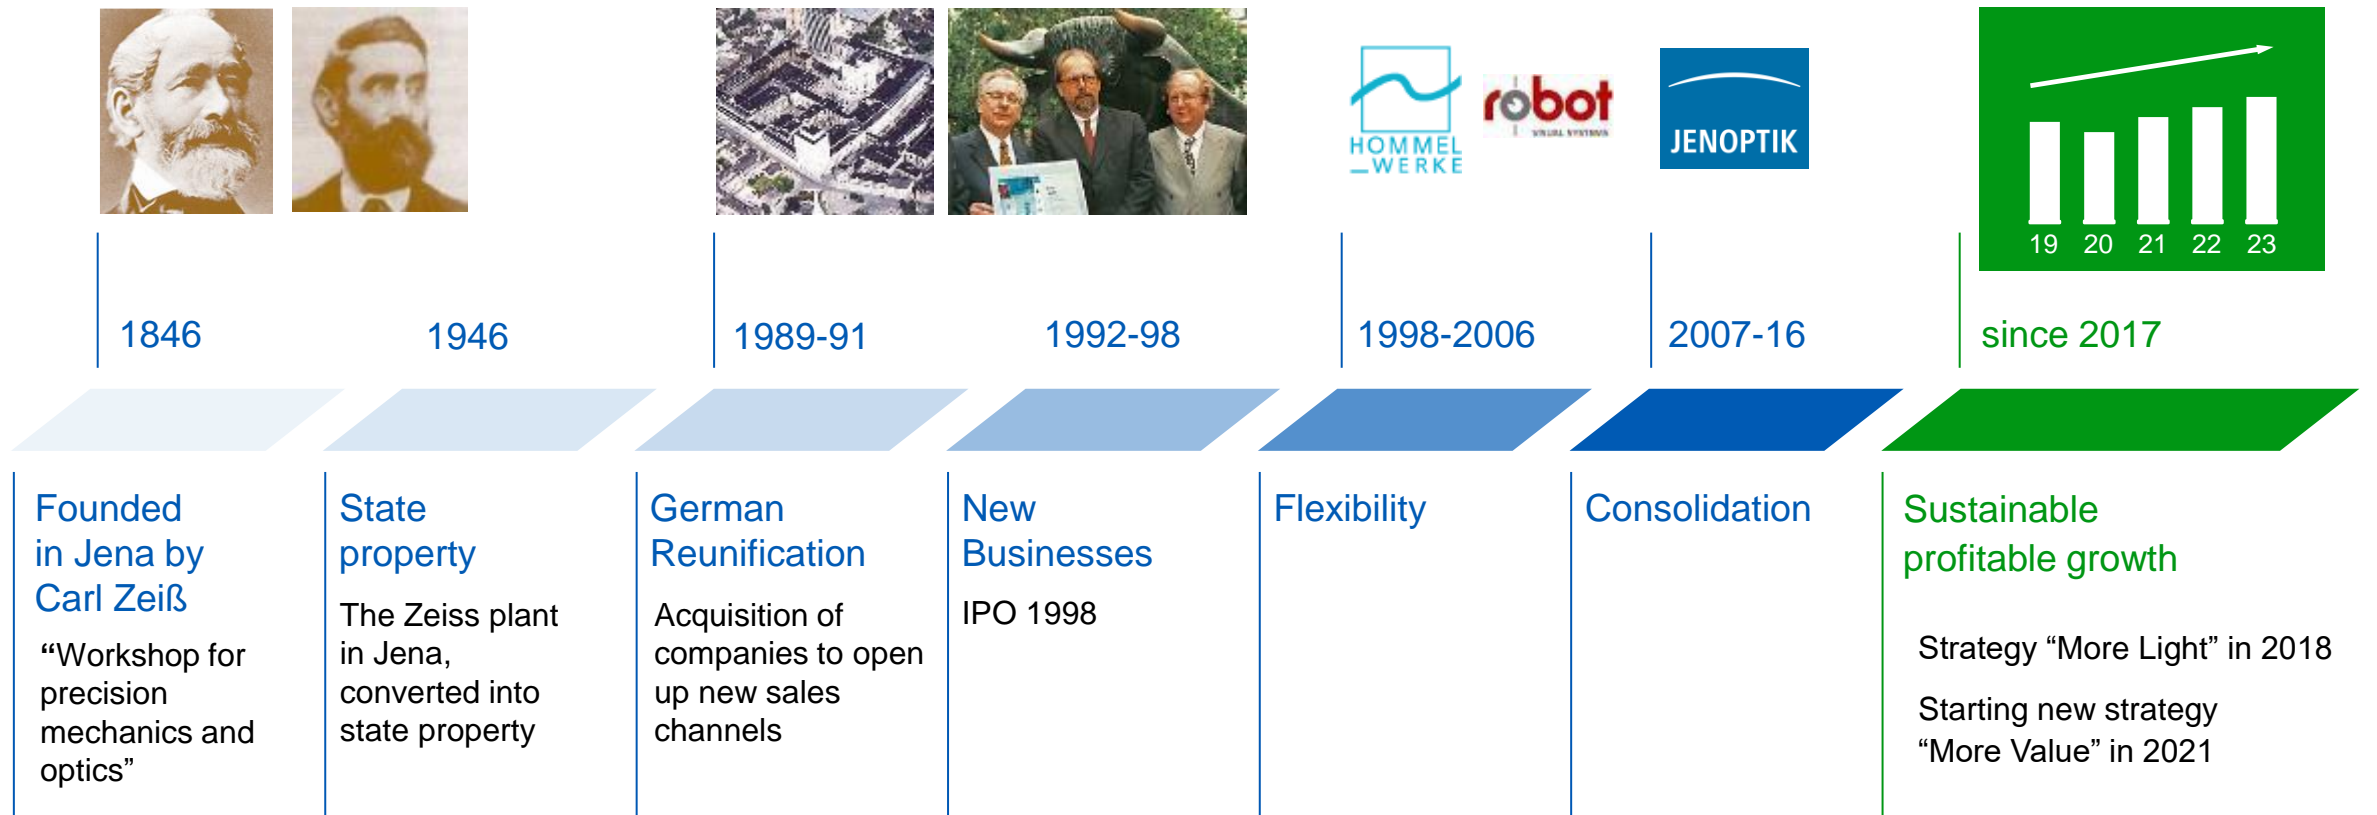 HOMMEL
_WERKE
robot
VISUAL SYSTEMS
JENOPTIK
19 20 21 22 23
1846
1946
1989-91
1992-98
1998-2006
2007-16
since 2017
Founded
in Jena by
Carl Zeiß
“Workshop for
precision
mechanics and
optics”
State
property
The Zeiss plant
in Jena,
converted into
state property
German
Reunification
Acquisition of
companies to open
up new sales
channels
New
Businesses
IPO 1998
Flexibility
Consolidation
Sustainable
profitable growth
Strategy “More Light” in 2018
Starting new strategy
“More Value” in 2021